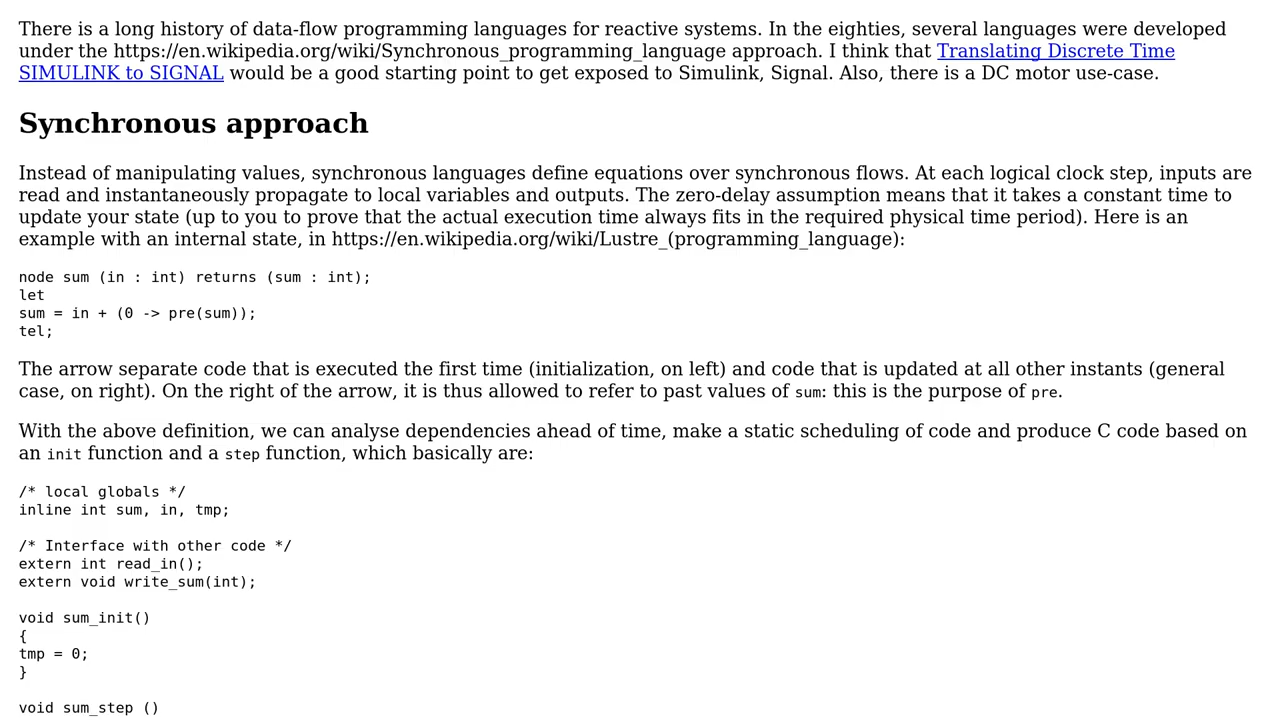 There is a long history of data-flow programming languages for reactive systems. In the eighties, several languages were developed
under the https://en.wikipedia.org/wiki/Synchronous_programming_language approach. I think that Translating Discrete Time
SIMULINK to SIGNAL would be a good starting point to get exposed to Simulink, Signal. Also, there is a DC motor use-case.
Synchronous approach
Instead of manipulating values, synchronous languages define equations over synchronous flows. At each logical clock step, inputs are
read and instantaneously propagate to local variables and outputs. The zero-delay assumption means that it takes a constant time to
update your state (up to you to prove that the actual execution time always fits in the required physical time period). Here is an
example with an internal state, in https://en.wikipedia.org/wiki/Lustre_(programming_language):
node sum (in : int) returns (sum : int);
let
sum = in + (0 -> pre(sum));
tel;
The arrow separate code that is executed the first time (initialization, on left) and code that is updated at all other instants (general
case, on right). On the right of the arrow, it is thus allowed to refer to past values of sum: this is the purpose of pre.
With the above definition, we can analyse dependencies ahead of time, make a static scheduling of code and produce C code based on
an init function and a step function, which basically are:
/* local globals */
inline int sum, in, tmp;
/* Interface with other code */
extern int read_in();
extern void write_sum(int);
void sum_init()
{
tmp = 0;
}
void sum_step ()